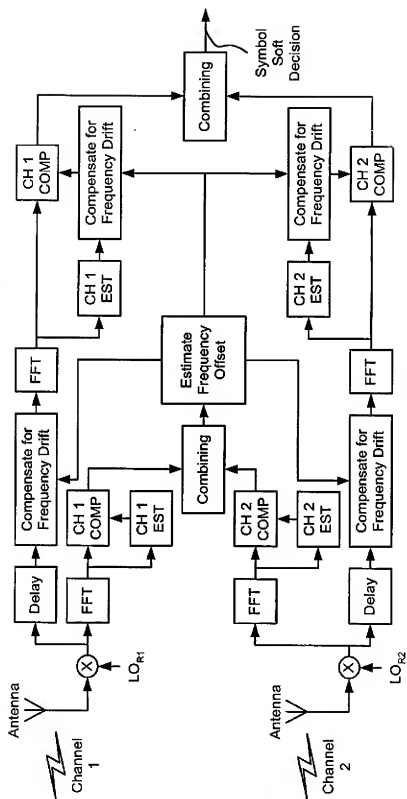 Antenna
Channel
1
LO_R1
Delay
FFT
Compensate for
Frequency Drift
CH 1
COMP
CH 1
EST
FFT
CH 1
EST
Compensate for
Frequency Drift
CH 1
COMP
Combining
Estimate
Frequency
Offset
Combining
Symbol
Soft
Decision
Antenna
Channel
2
LO_R2
FFT
Delay
CH 2
COMP
CH 2
EST
Compensate for
Frequency Drift
FFT
CH 2
EST
Compensate for
Frequency Drift
CH 2
COMP
X
X